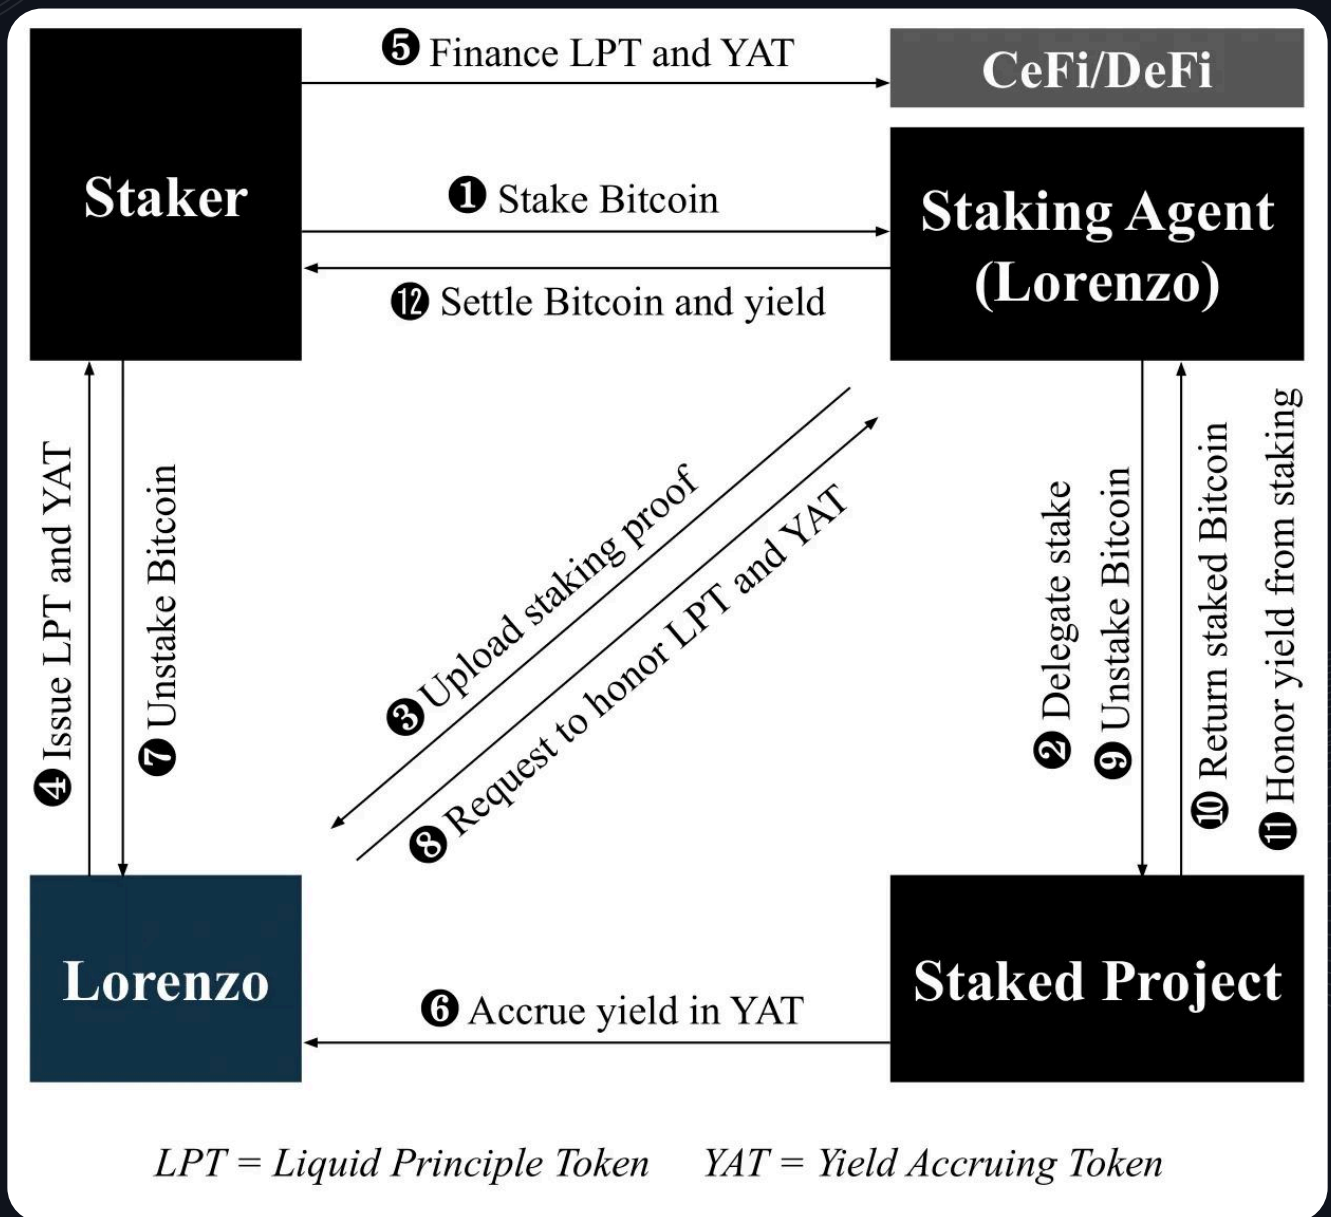 ❺ Finance LPT and YAT
CeFi/DeFi
Staker
❶ Stake Bitcoin
Staking Agent
(Lorenzo)
⓬ Settle Bitcoin and yield
❹ Issue LPT and YAT
❼ Unstake Bitcoin
❸ Upload staking proof
❽ Request to honor LPT and YAT
❷ Delegate stake
❾ Unstake Bitcoin
❿ Return staked Bitcoin
⓫ Honor yield from staking
Lorenzo
❻ Accrue yield in YAT
Staked Project
LPT = Liquid Principle Token
YAT = Yield Accruing Token